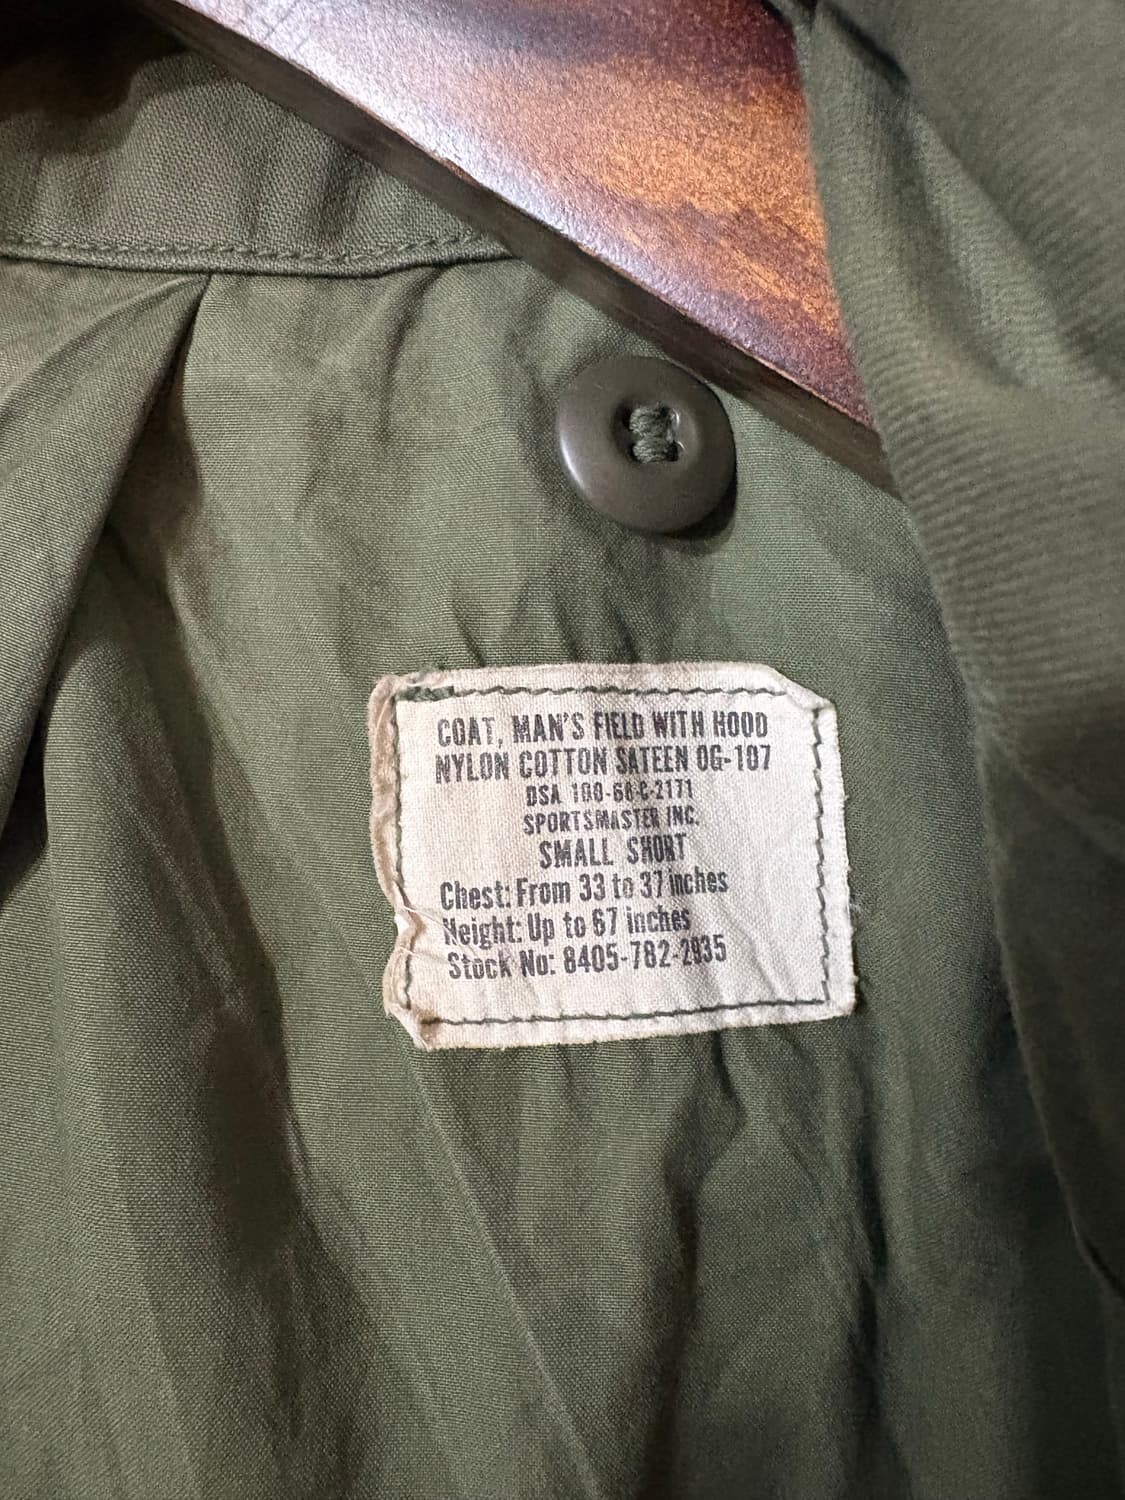 COAT, MAN'S FIELD WITH HOOD
NYLON COTTON SATEEN OG-107
DSA 100-68-C-2171
SPORTSMASTER INC.
SMALL SHORT
Chest: From 33 to 37 inches
Height: Up to 67 inches
Stock No: 8405-782-2935